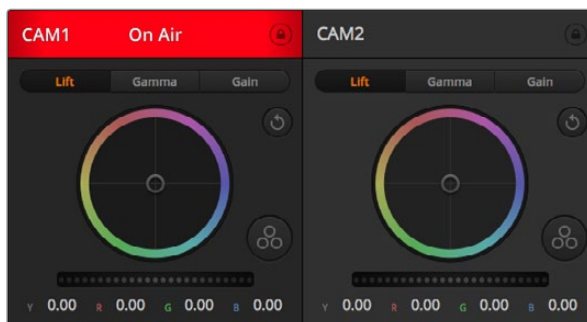 CAM1 On Air
CAM2
Lift Gamma Gain
Lift Gamma Gain
Y 0.00 R 0.00 G 0.00 B 0.00
Y 0.00 R 0.00 G 0.00 B 0.00